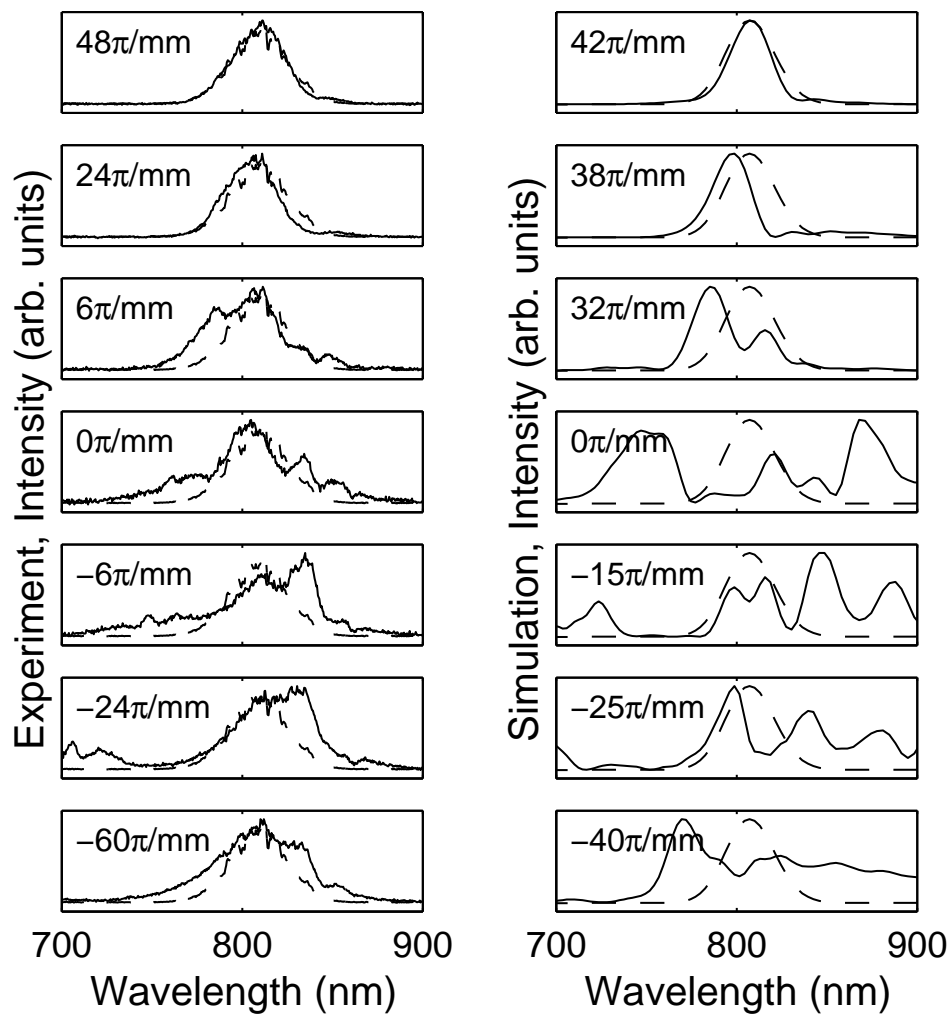 Experiment, Intensity (arb. units)
48π/mm
24π/mm
6π/mm
0π/mm
−6π/mm
−24π/mm
−60π/mm
700 800 900
Wavelength (nm)
Simulation, Intensity (arb. units)
42π/mm
38π/mm
32π/mm
0π/mm
−15π/mm
−25π/mm
−40π/mm
700 800 900
Wavelength (nm)